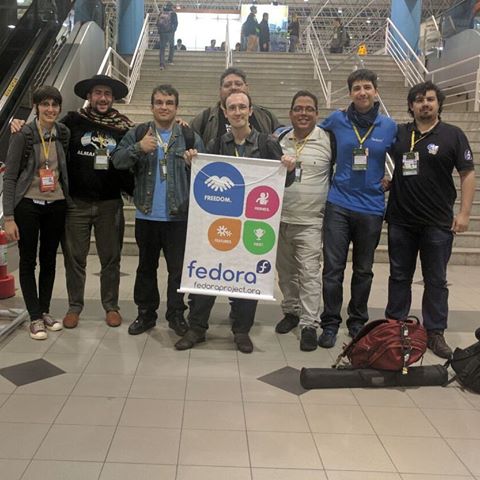 FREEDOM.
FRIENDS.
FEATURES.
FIRST.
fedora
fedoraproject.org